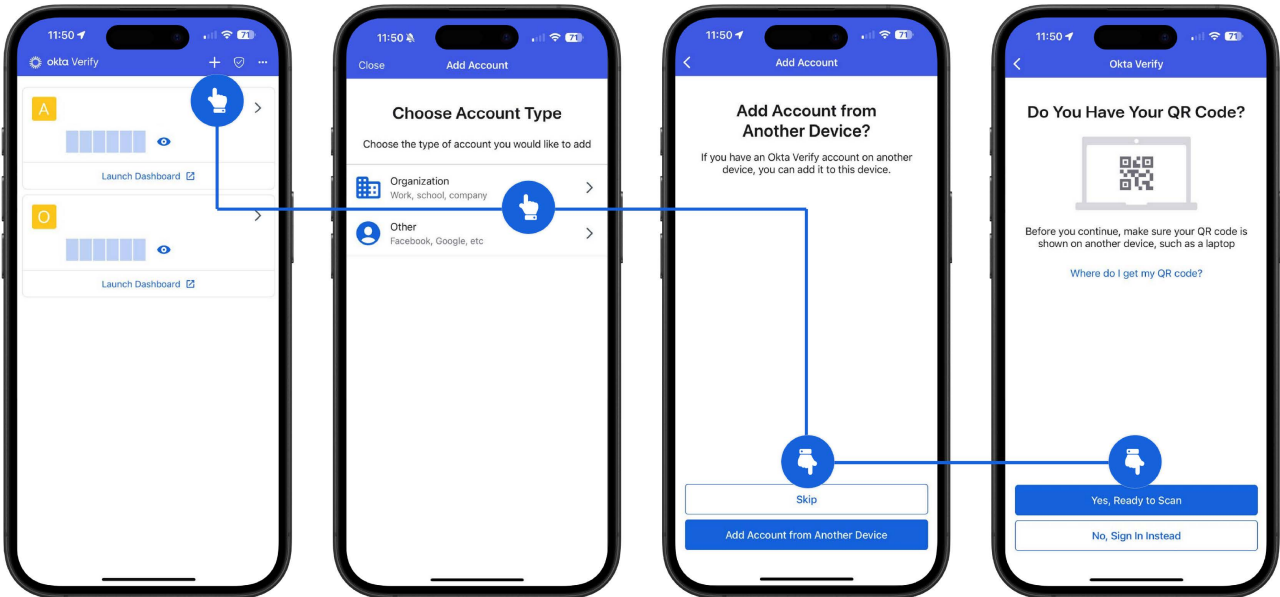 11:50
71
okta Verify
A
Launch Dashboard
O
Launch Dashboard
11:50
71
Close
Add Account
Choose Account Type
Choose the type of account you would like to add
Organization
Work, school, company
Other
Facebook, Google, etc
11:50
71
Add Account
Add Account from
Another Device?
If you have an Okta Verify account on another
device, you can add it to this device.
Skip
Add Account from Another Device
11:50
71
Okta Verify
Do You Have Your QR Code?
Before you continue, make sure your QR code is
shown on another device, such as a laptop
Where do I get my QR code?
Yes, Ready to Scan
No, Sign In Instead